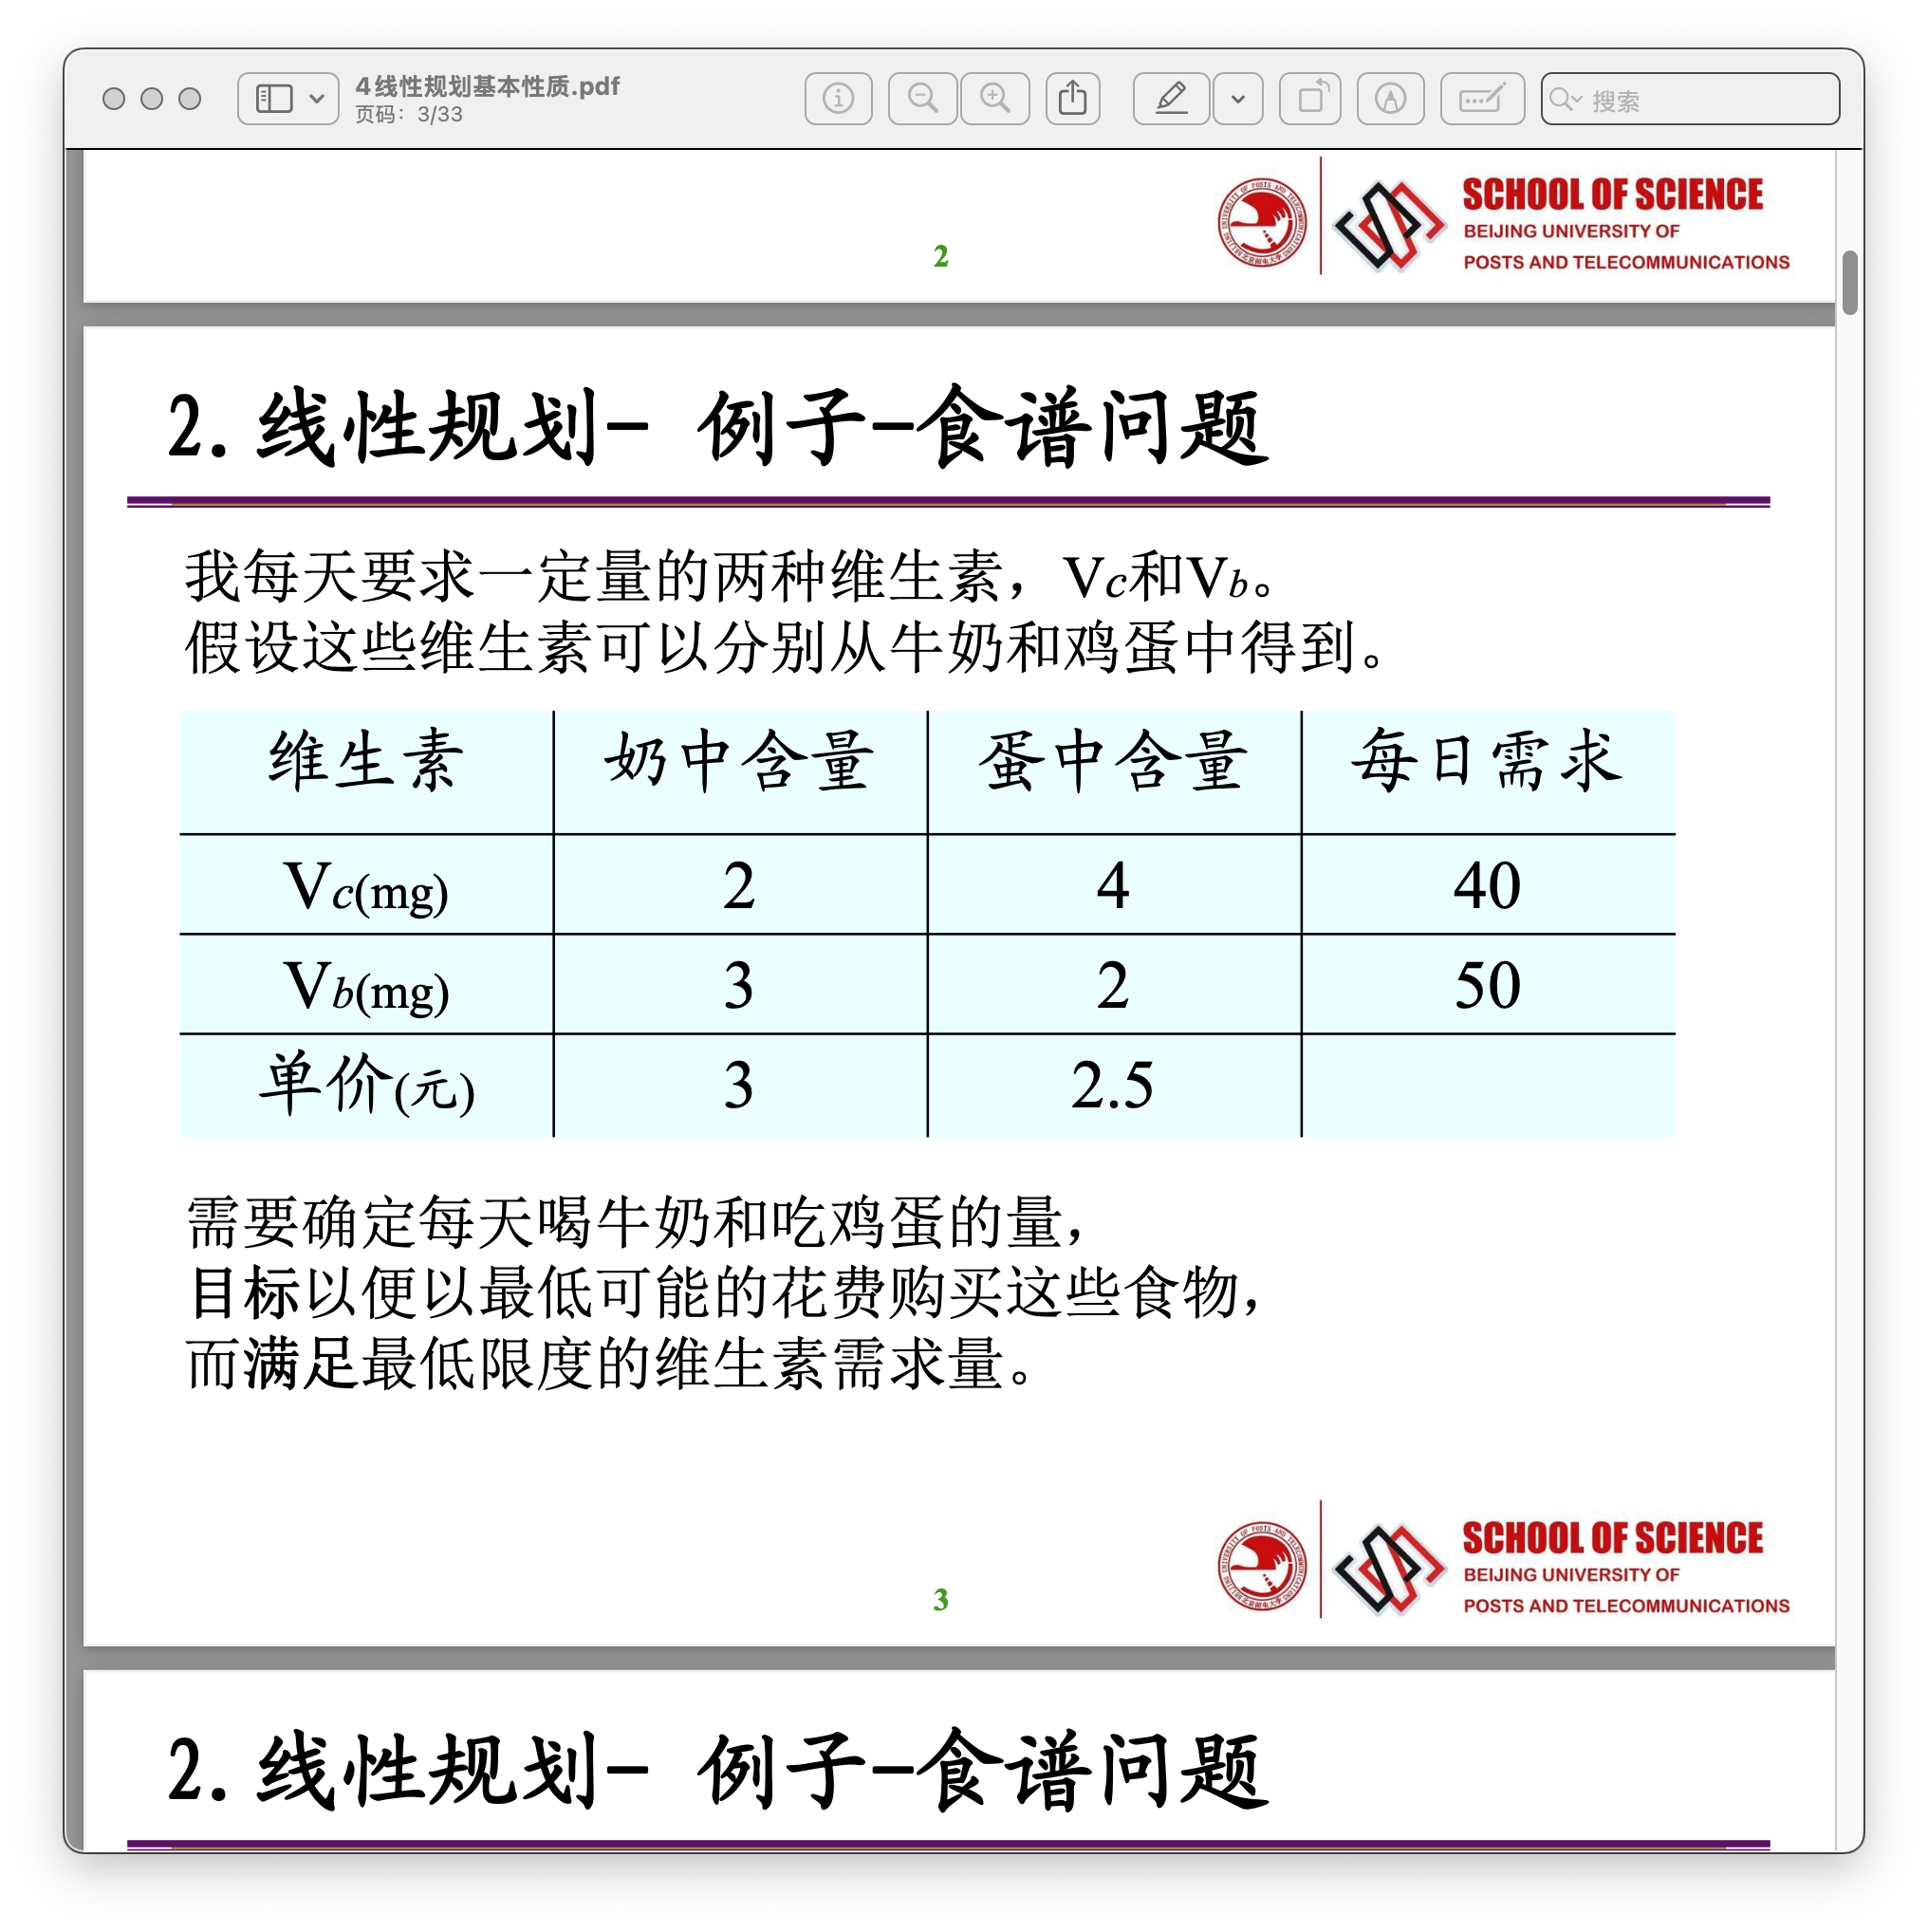 4线性规划基本性质.pdf
页码：3/33
搜索
SCHOOL OF SCIENCE
BEIJING UNIVERSITY OF
POSTS AND TELECOMMUNICATIONS
2
2.线性规划- 例子-食谱问题
我每天要求一定量的两种维生素，Vc和Vb。
假设这些维生素可以分别从牛奶和鸡蛋中得到。
维生素 奶中含量 蛋中含量 每日需求
Vc(mg) 2 4 40
Vb(mg) 3 2 50
单价(元) 3 2.5
需要确定每天喝牛奶和吃鸡蛋的量，
目标以便以最低可能的花费购买这些食物，
而满足最低限度的维生素需求量。
SCHOOL OF SCIENCE
BEIJING UNIVERSITY OF
POSTS AND TELECOMMUNICATIONS
3
2.线性规划- 例子-食谱问题